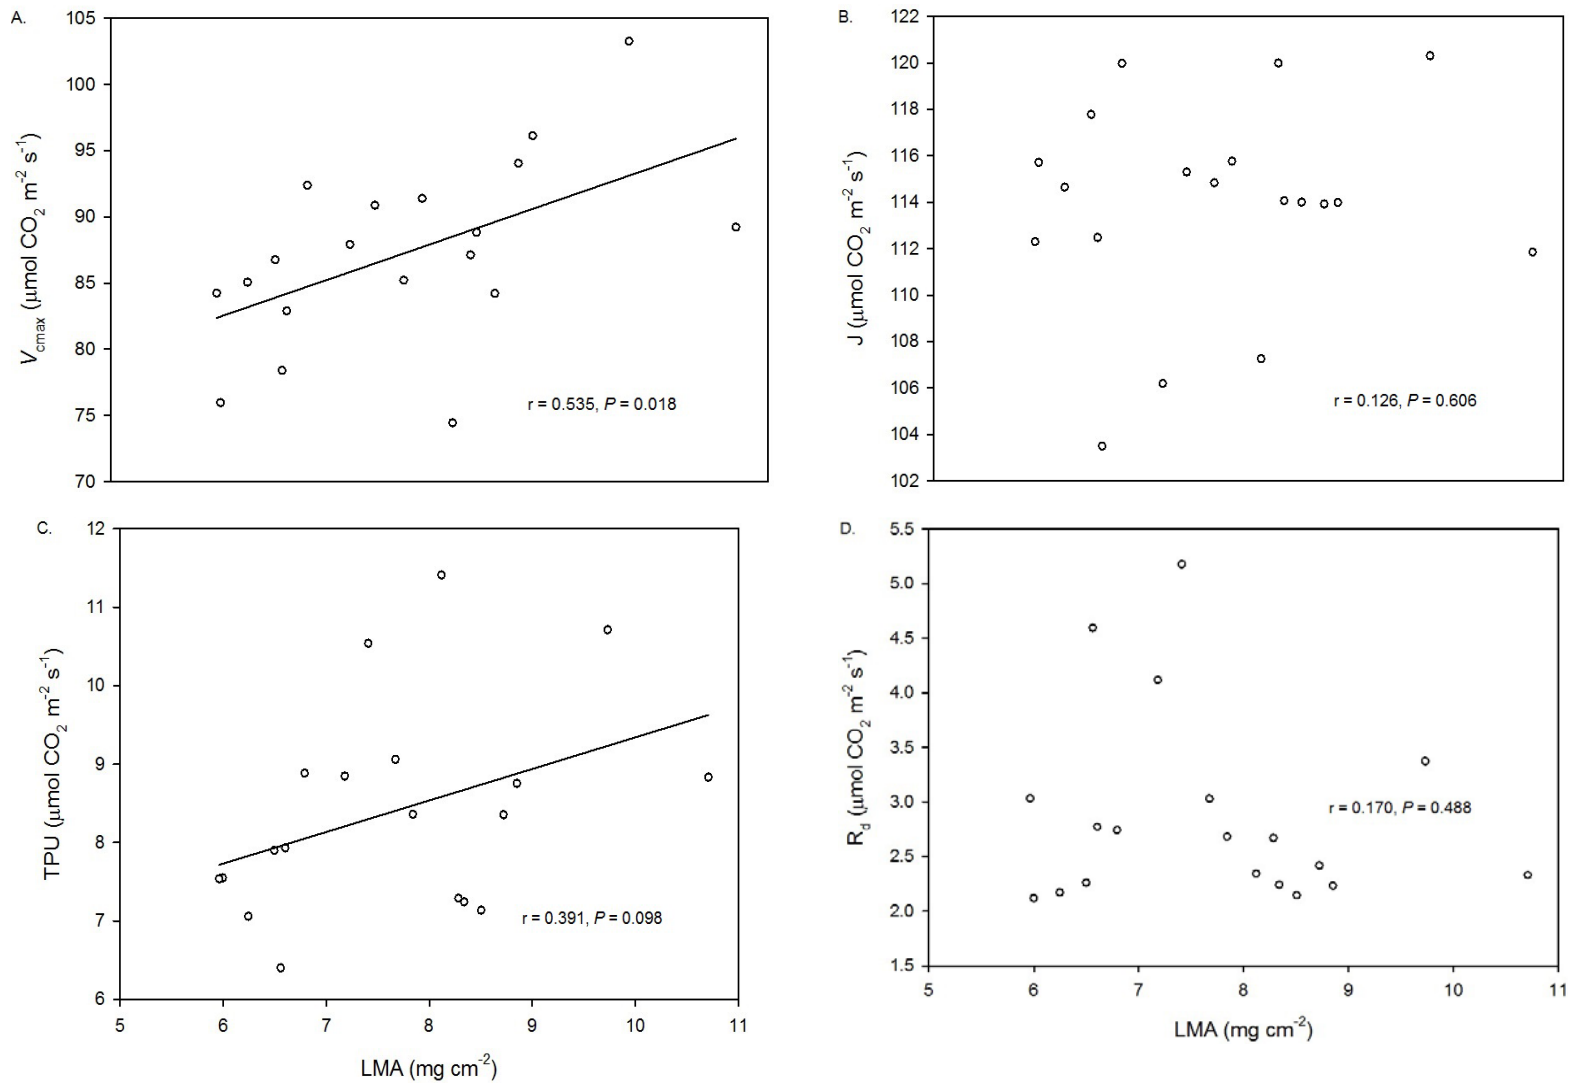 A.
105
100
95
90
85
80
75
70
Vcmax (μmol CO2 m-2 s-1)
r = 0.535, P = 0.018
B.
122
120
118
116
114
112
110
108
106
104
102
J (μmol CO2 m-2 s-1)
r = 0.126, P = 0.606
C.
12
11
10
9
8
7
6
TPU (μmol CO2 m-2 s-1)
r = 0.391, P = 0.098
5 6 7 8 9 10 11
LMA (mg cm-2)
D.
5.5
5.0
4.5
4.0
3.5
3.0
2.5
2.0
1.5
Rd (μmol CO2 m-2 s-1)
r = 0.170, P = 0.488
5 6 7 8 9 10 11
LMA (mg cm-2)